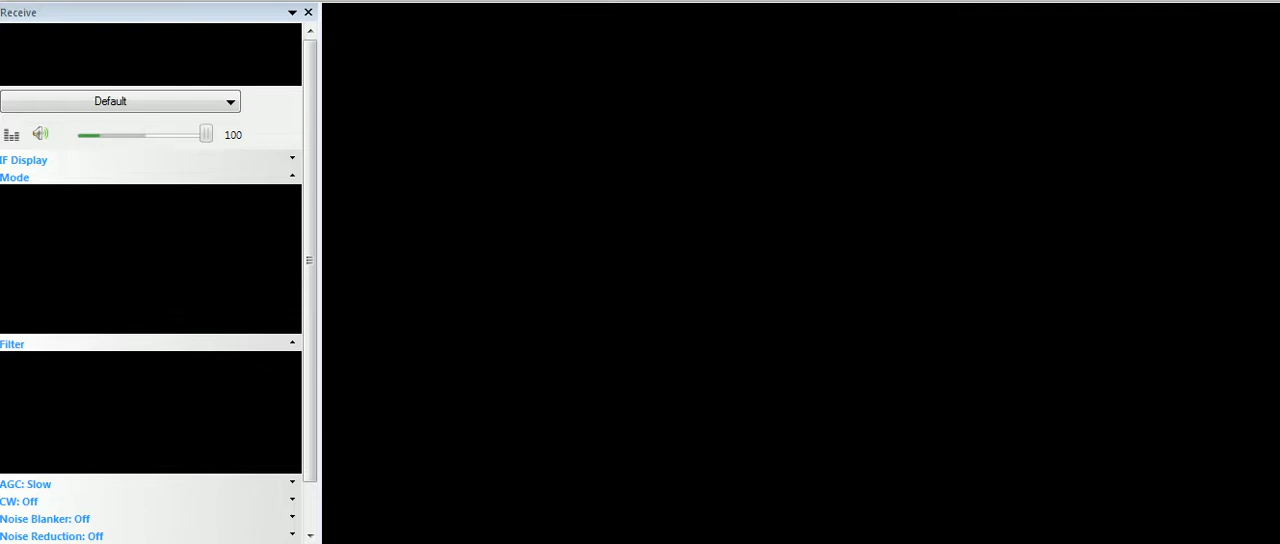 Receive
Default
100
IF Display
Mode
Filter
AGC: Slow
CW: Off
Noise Blanker: Off
Noise Reduction: Off